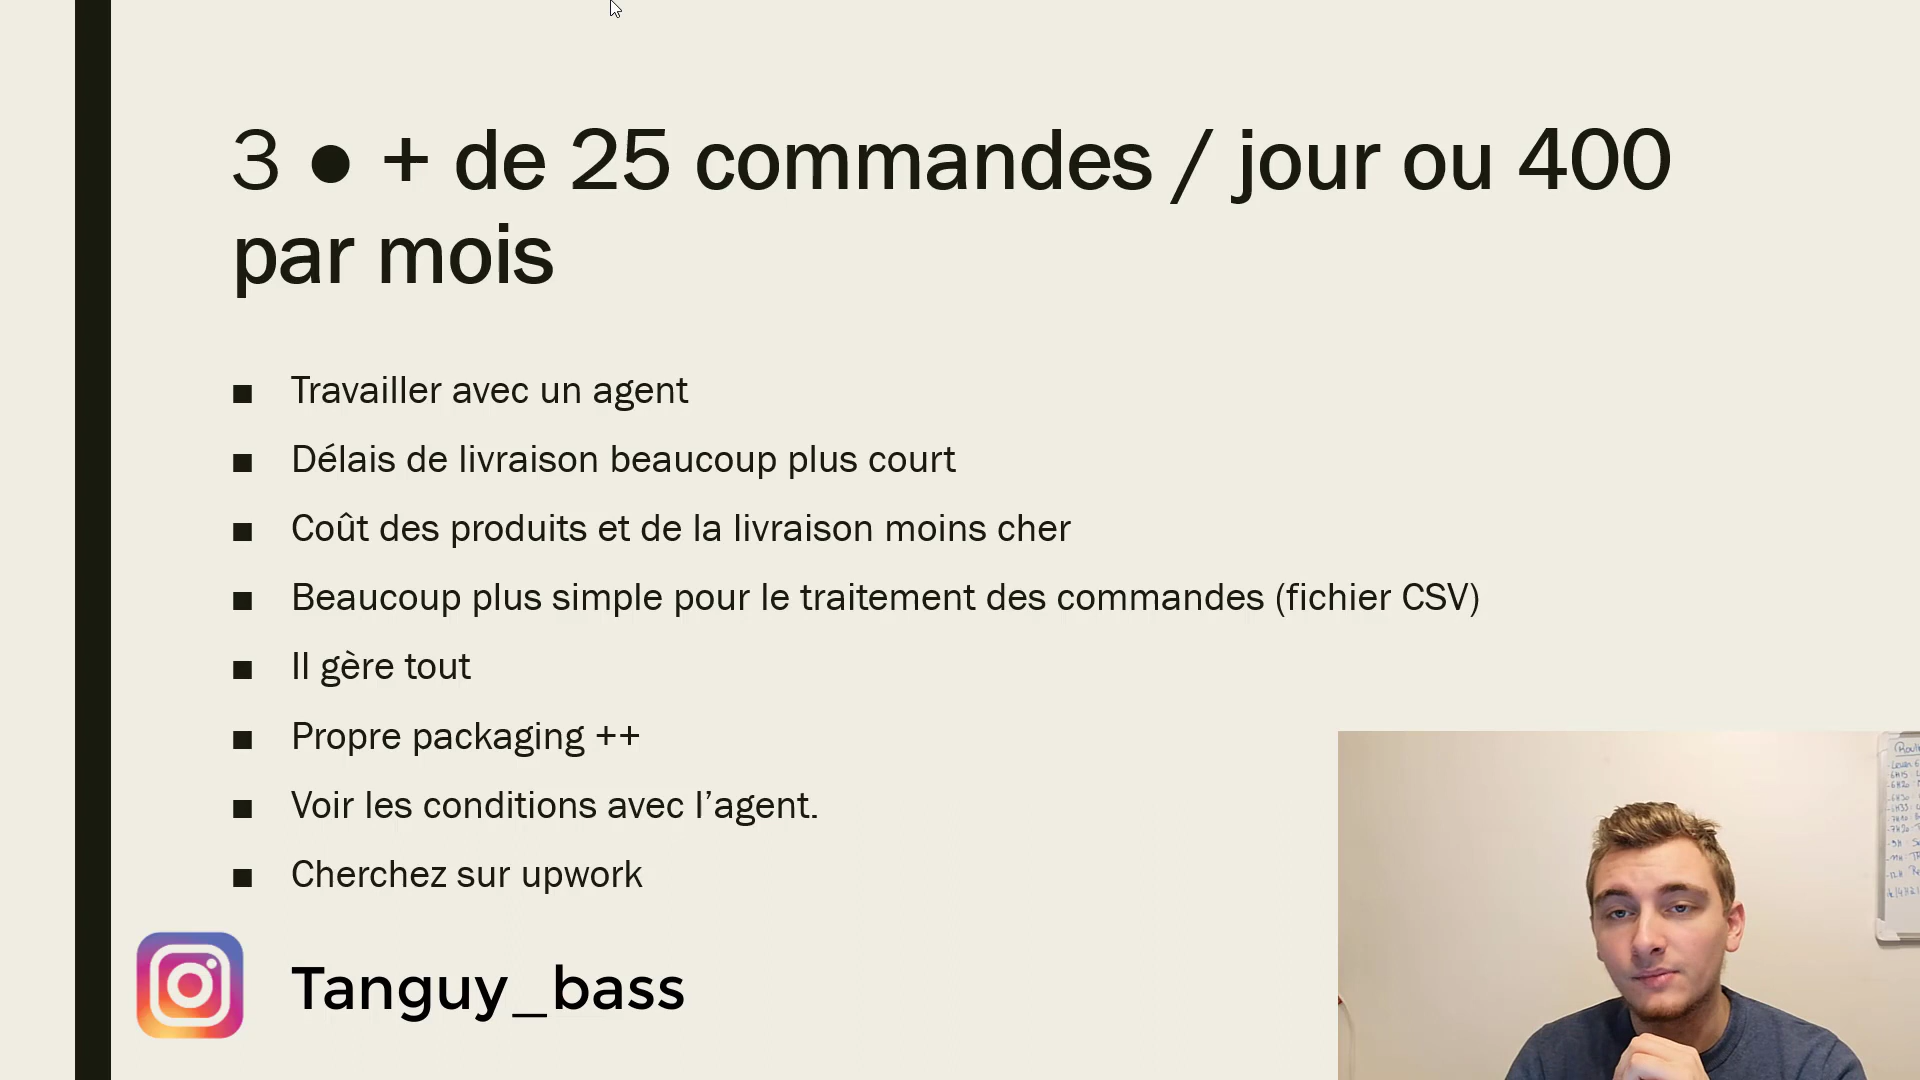 3 ● + de 25 commandes / jour ou 400
par mois
■ Travailler avec un agent
■ Délais de livraison beaucoup plus court
■ Coût des produits et de la livraison moins cher
■ Beaucoup plus simple pour le traitement des commandes (fichier CSV)
■ Il gère tout
■ Propre packaging ++
■ Voir les conditions avec l’agent.
■ Cherchez sur upwork
Tanguy_bass